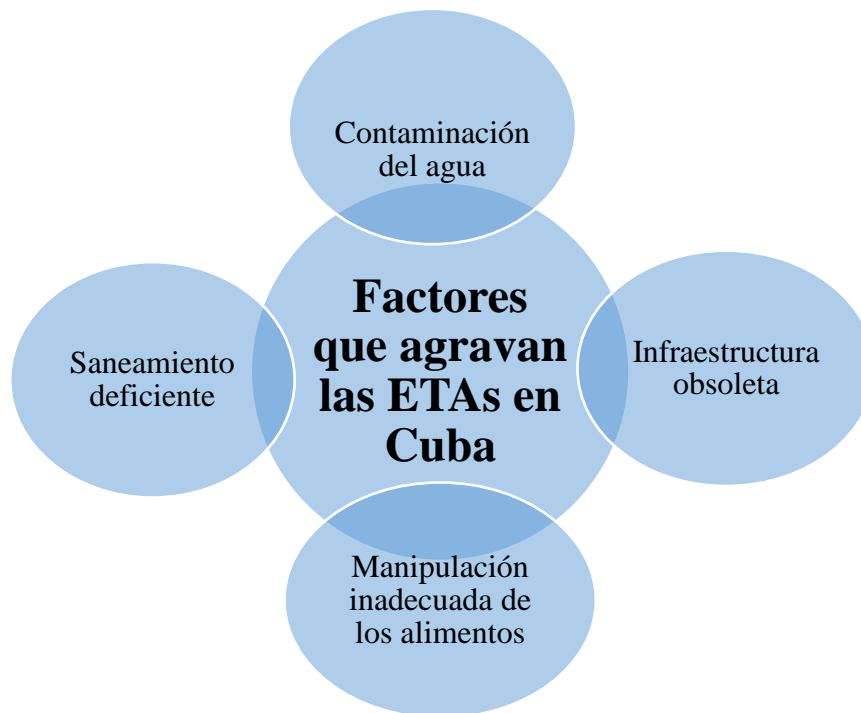 Contaminación
del agua
Factores
que agravan
las ETAs en
Cuba
Saneamiento
deficiente
Infraestructura
obsoleta
Manipulación
inadecuada de
los alimentos